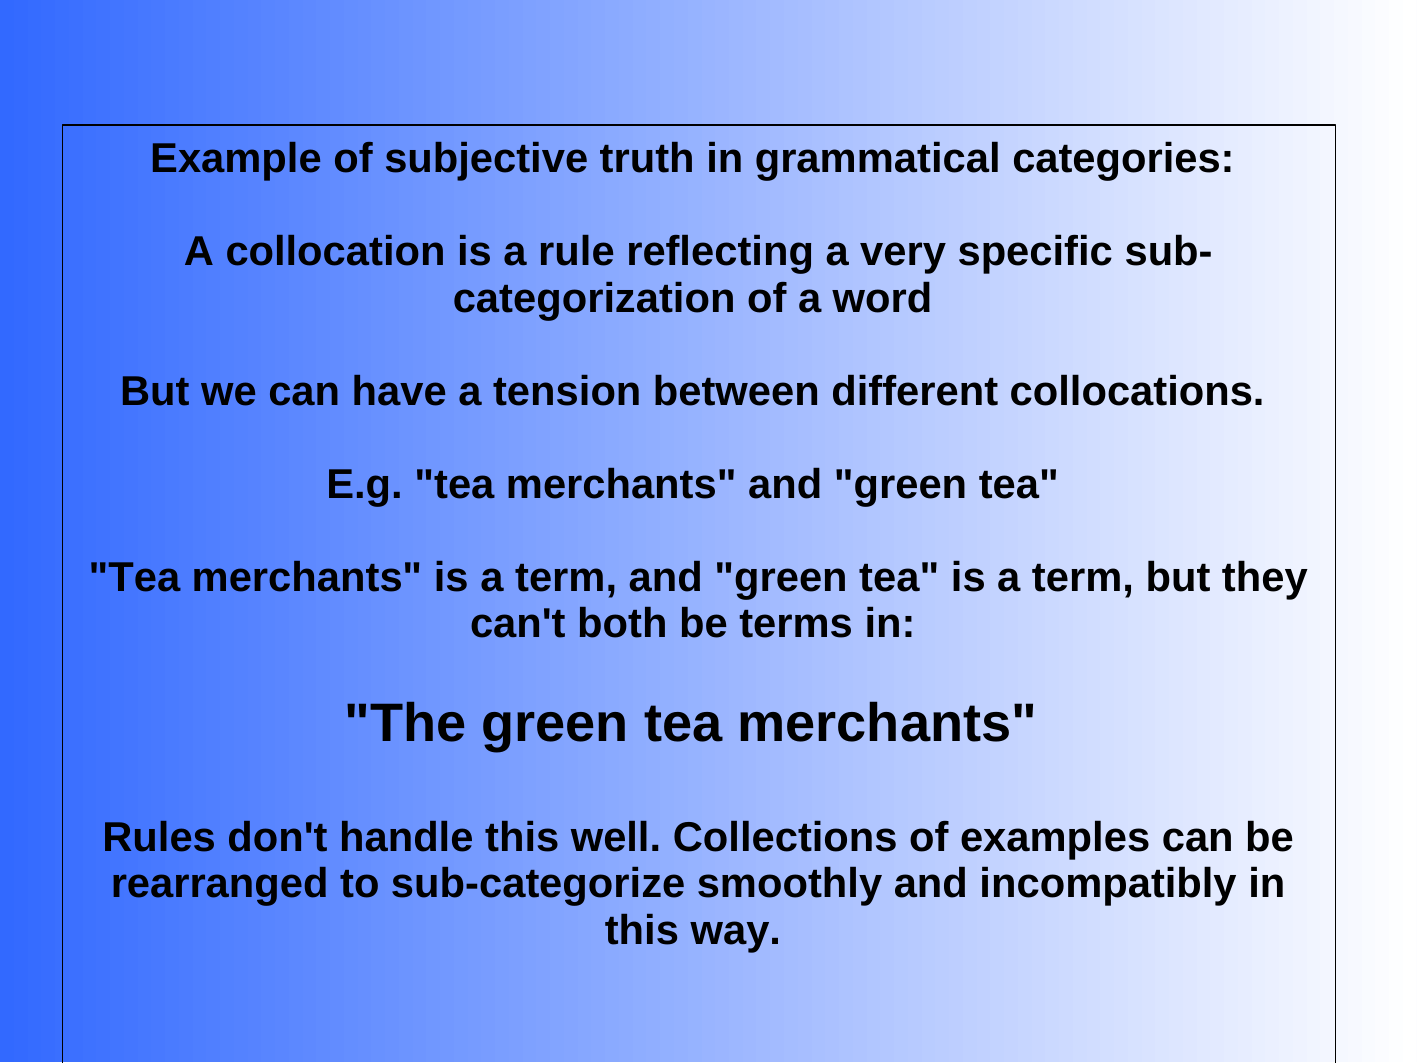 Example of subjective truth in grammatical categories:
A collocation is a rule reflecting a very specific sub-
categorization of a word
But we can have a tension between different collocations.
E.g. "tea merchants" and "green tea"
"Tea merchants" is a term, and "green tea" is a term, but they
can't both be terms in:
"The green tea merchants"
Rules don't handle this well. Collections of examples can be
rearranged to sub-categorize smoothly and incompatibly in
this way.